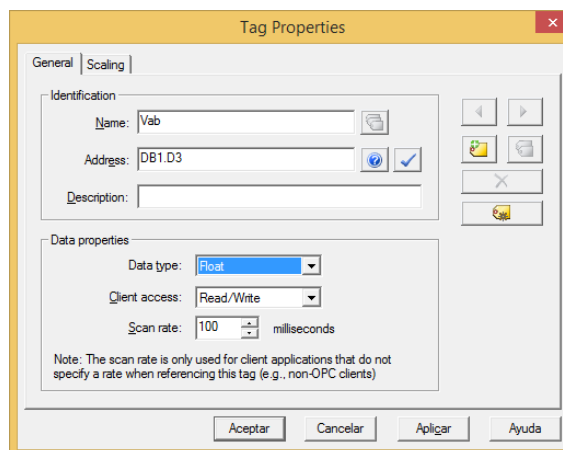 Tag Properties
General Scaling
Identification
Name: Vab
Address: DB1.D3
Description:
Data properties
Data type: Float
Client access: Read/Write
Scan rate: 100 milliseconds
Note: The scan rate is only used for client applications that do not
specify a rate when referencing this tag (e.g., non-OPC clients)
Aceptar Cancelar Aplicar Ayuda